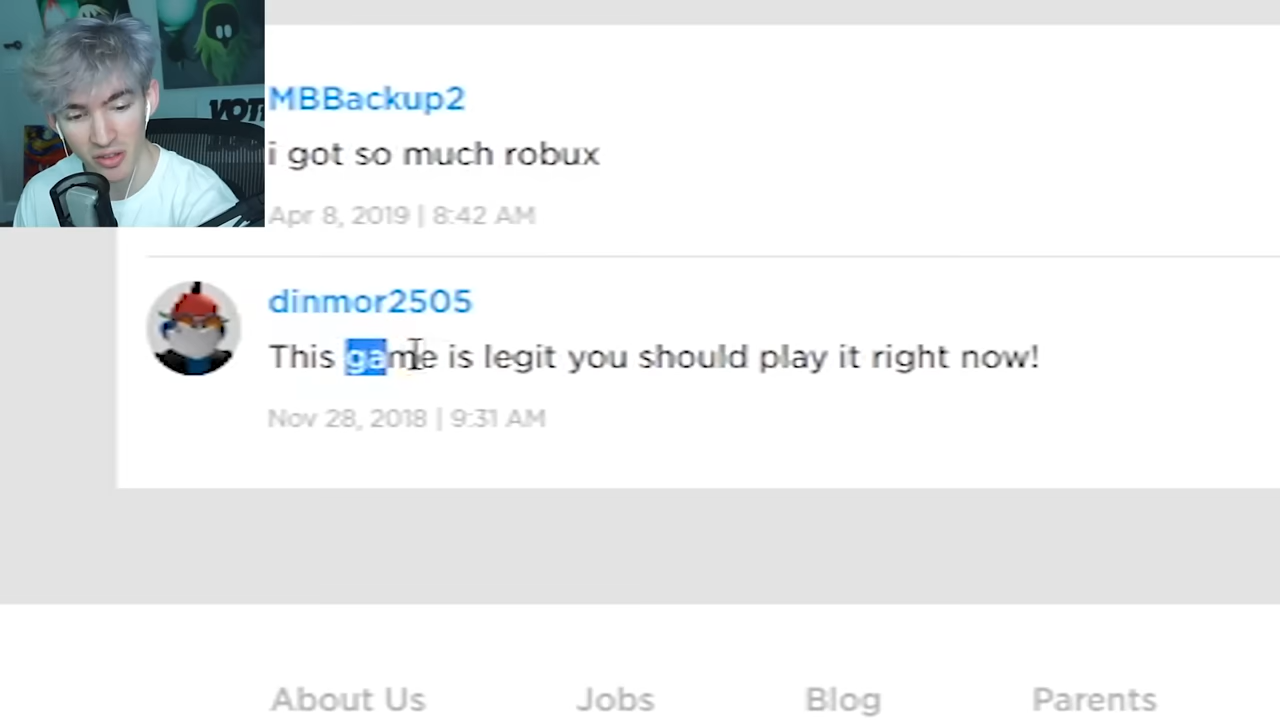 VOT
MBBackup2
i got so much robux
Apr 8, 2019 | 8:42 AM
dinmor2505
This game is legit you should play it right now!
Nov 28, 2018 | 9:31 AM
About Us Jobs Blog Parents